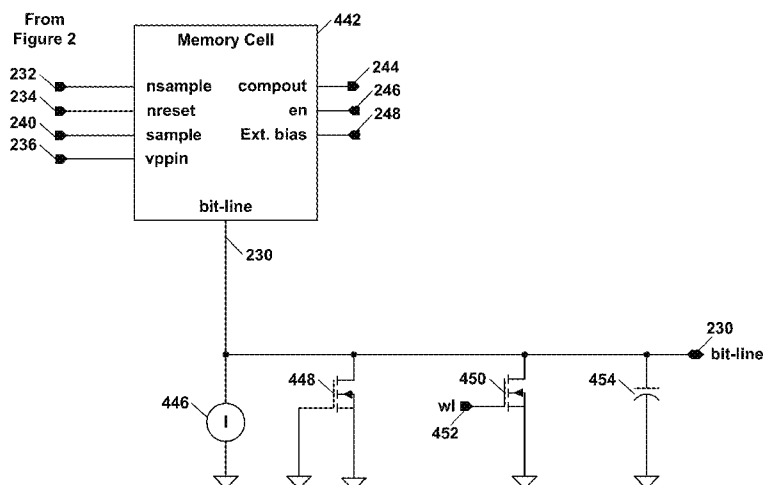 From
Figure 2
442
Memory Cell
232
nsample
compout
244
234
nreset
en
246
240
sample
Ext. bias
248
236
vppin
bit-line
230
230
bit-line
448
450
454
446
I
wl
452